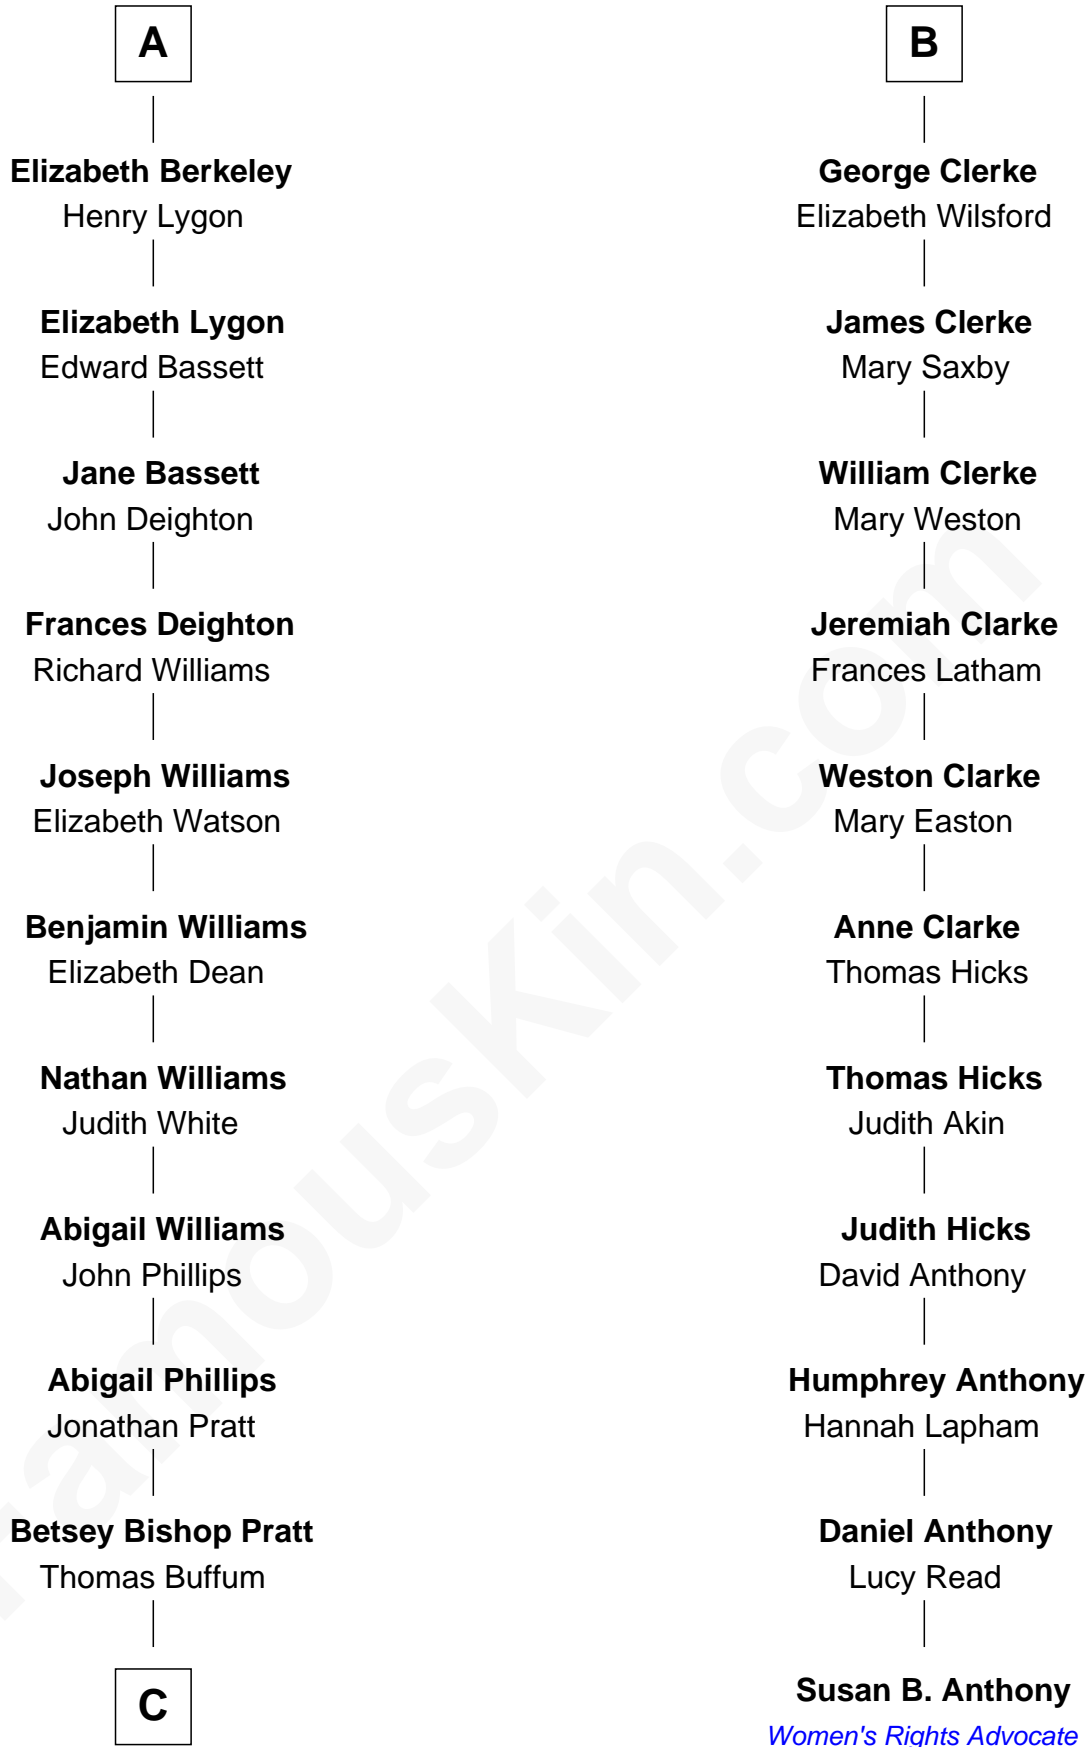 A
Elizabeth Berkeley
Henry Lygon
Elizabeth Lygon
Edward Bassett
Jane Bassett
John Deighton
Frances Deighton
Richard Williams
Joseph Williams
Elizabeth Watson
Benjamin Williams
Elizabeth Dean
Nathan Williams
Judith White
Abigail Williams
John Phillips
Abigail Phillips
Jonathan Pratt
Betsey Bishop Pratt
Thomas Buffum
C
B
George Clerke
Elizabeth Wilsford
James Clerke
Mary Saxby
William Clerke
Mary Weston
Jeremiah Clarke
Frances Latham
Weston Clarke
Mary Easton
Anne Clarke
Thomas Hicks
Thomas Hicks
Judith Akin
Judith Hicks
David Anthony
Humphrey Anthony
Hannah Lapham
Daniel Anthony
Lucy Read
Susan B. Anthony
Women's Rights Advocate
FamousKin.com